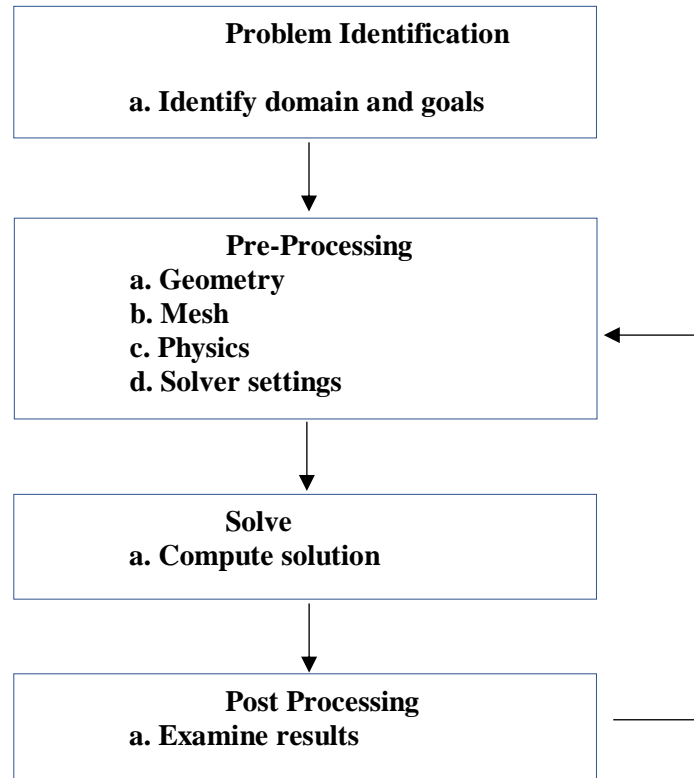 Problem Identification
a. Identify domain and goals
Pre-Processing
a. Geometry
b. Mesh
c. Physics
d. Solver settings
Solve
a. Compute solution
Post Processing
a. Examine results